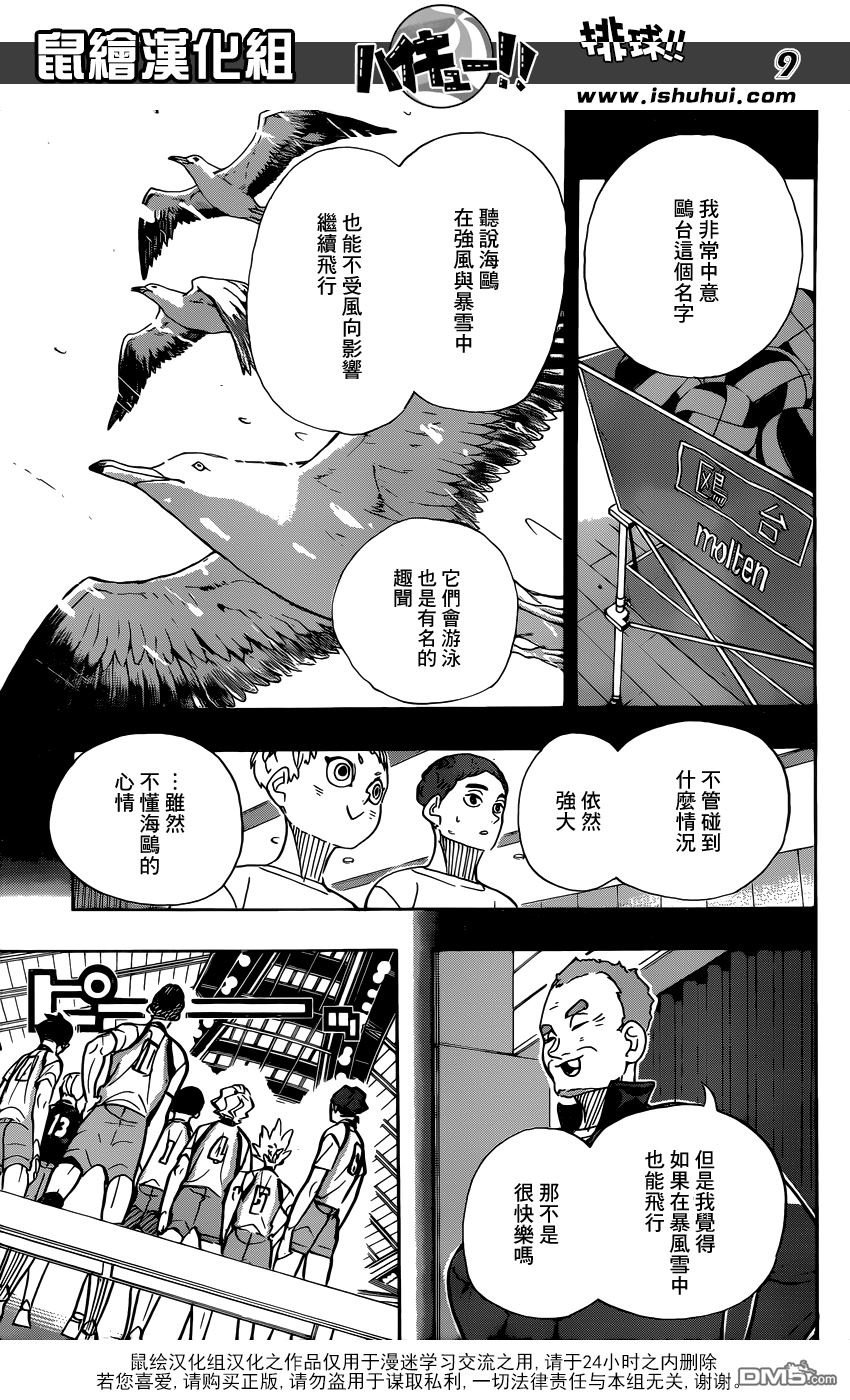 鼠繪漢化組
ハイキュー!!
排球!!
9
www.ishuhui.com
我非常中意
鷗台這個名字
鷗台
molten
聽說海鷗
在強風與暴雪中
也能不受風向影響
繼續飛行
它們會游泳
也是有名的
趣聞
不管碰到
什麼情況
依然
強大
…雖然
不懂海鷗的
心情
但是我覺得
如果在暴風雪中
也能飛行
那不是
很快樂嗎
ピーッ
13
1
4
15
6
鼠绘汉化组汉化之作品仅用于漫迷学习交流之用,请于24小时之内删除
若您喜爱,请购买正版,请勿盗用于谋取私利,一切法律责任与本组无关,谢谢。
DM5.com